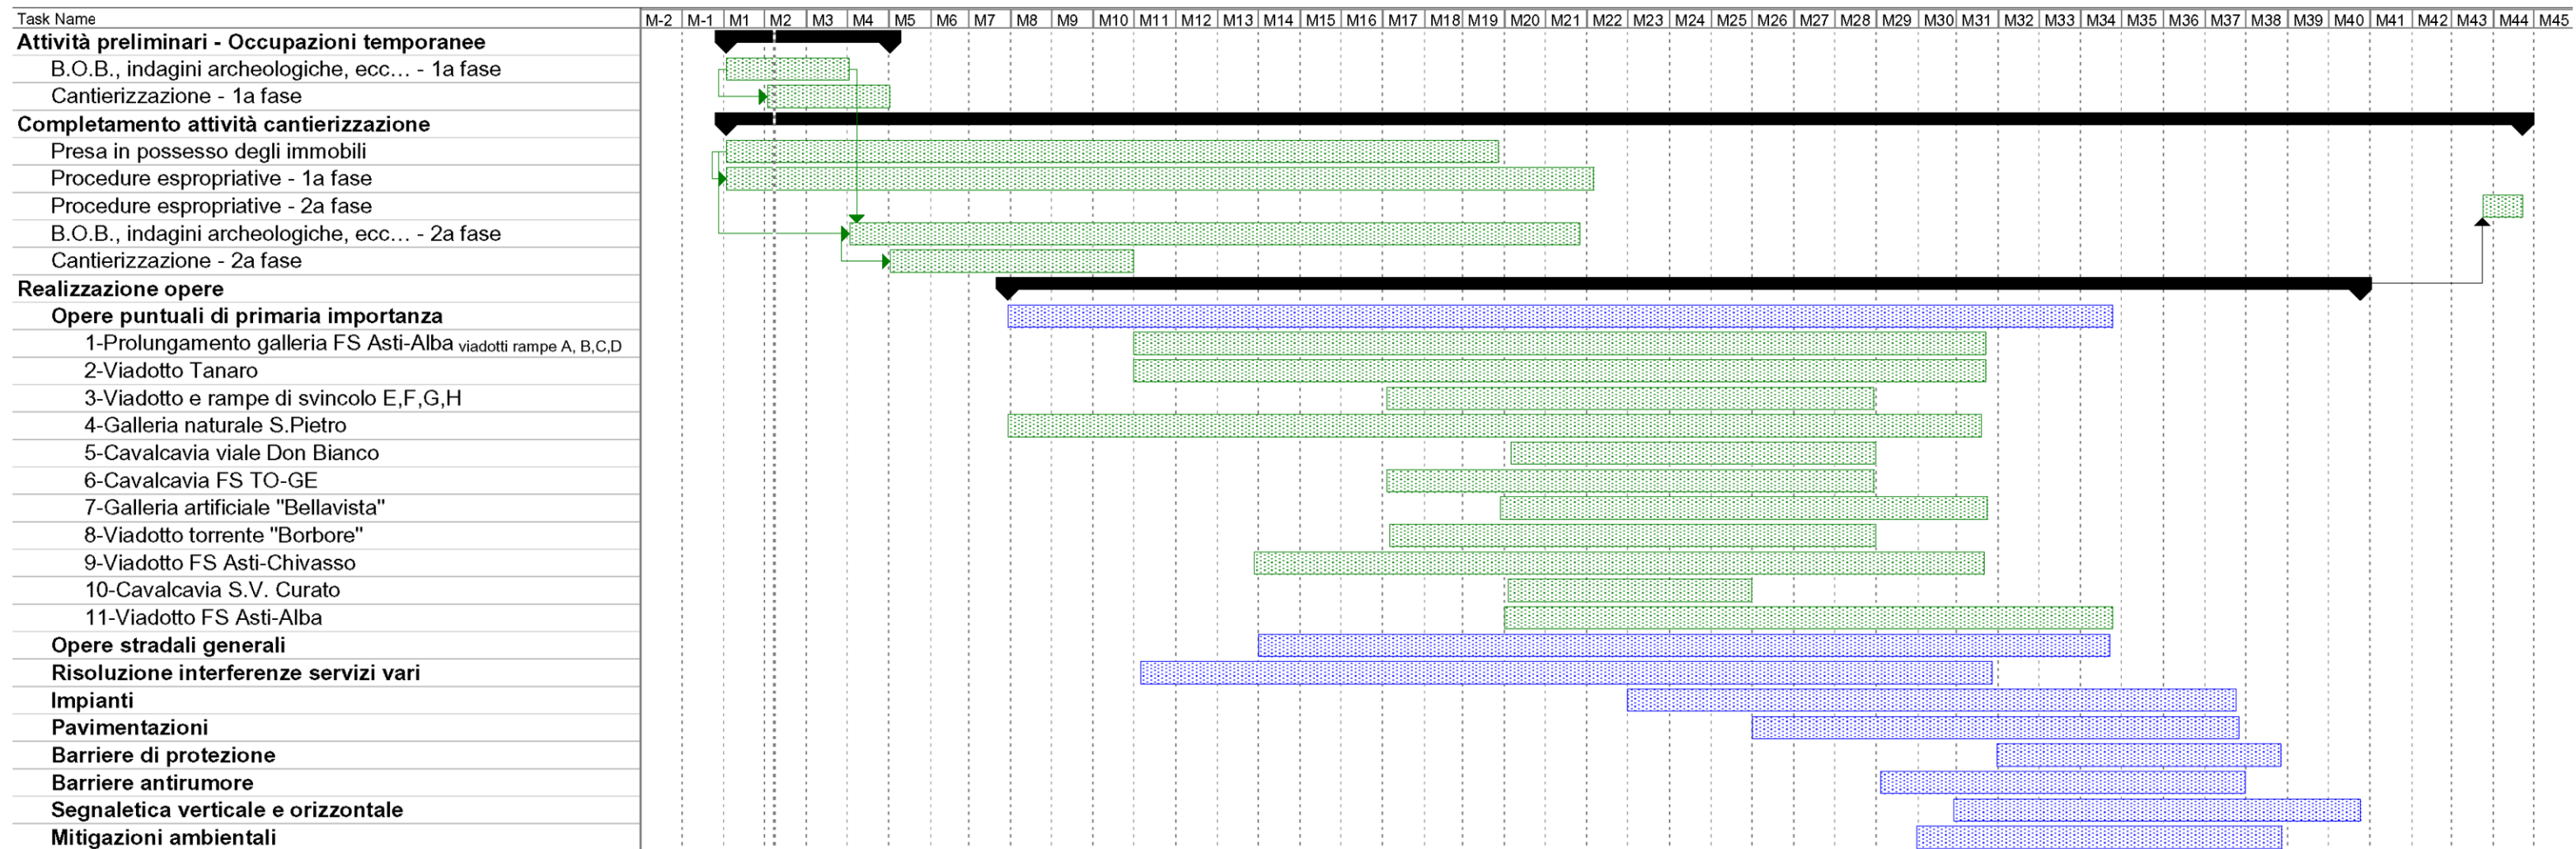 Task Name M-2 M-1 M1 M2 M3 M4 M5 M6 M7 M8 M9 M10 M11 M12 M13 M14 M15 M16 M17 M18 M19 M20 M21 M22 M23 M24 M25 M26 M27 M28 M29 M30 M31 M32 M33 M34 M35 M36 M37 M38 M39 M40 M41 M42 M43 M44 M45
Attività preliminari - Occupazioni temporanee
B.O.B., indagini archeologiche, ecc... - 1a fase
Cantierizzazione - 1a fase
Completamento attività cantierizzazione
Presa in possesso degli immobili
Procedure espropriative - 1a fase
Procedure espropriative - 2a fase
B.O.B., indagini archeologiche, ecc... - 2a fase
Cantierizzazione - 2a fase
Realizzazione opere
Opere puntuali di primaria importanza
1-Prolungamento galleria FS Asti-Alba viadotti rampe A, B,C,D
2-Viadotto Tanaro
3-Viadotto e rampe di svincolo E,F,G,H
4-Galleria naturale S.Pietro
5-Cavalcavia viale Don Bianco
6-Cavalcavia FS TO-GE
7-Galleria artificiale "Bellavista"
8-Viadotto torrente "Borbore"
9-Viadotto FS Asti-Chivasso
10-Cavalcavia S.V. Curato
11-Viadotto FS Asti-Alba
Opere stradali generali
Risoluzione interferenze servizi vari
Impianti
Pavimentazioni
Barriere di protezione
Barriere antirumore
Segnaletica verticale e orizzontale
Mitigazioni ambientali